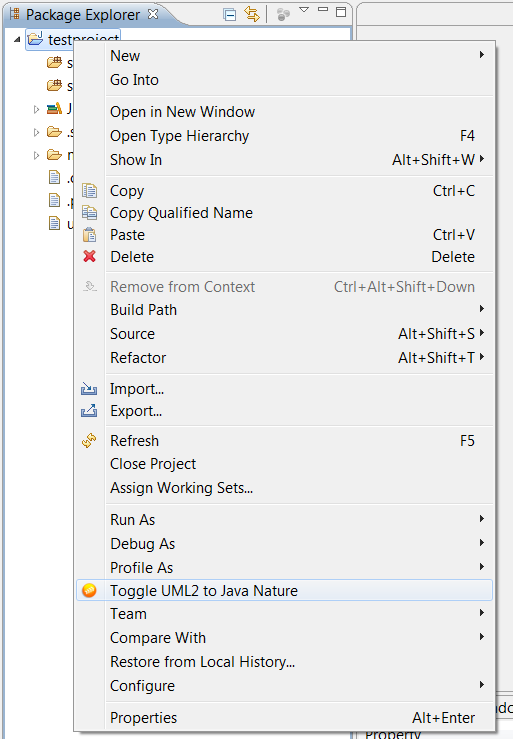 Package Explorer
testproject
New
Go Into
Open in New Window
Open Type Hierarchy F4
Show In Alt+Shift+W
Copy Ctrl+C
Copy Qualified Name
Paste Ctrl+V
Delete Delete
Remove from Context Ctrl+Alt+Shift+Down
Build Path
Source Alt+Shift+S
Refactor Alt+Shift+T
Import...
Export...
Refresh F5
Close Project
Assign Working Sets...
Run As
Debug As
Profile As
Toggle UML2 to Java Nature
Team
Compare With
Restore from Local History...
Configure
Properties Alt+Enter
Property